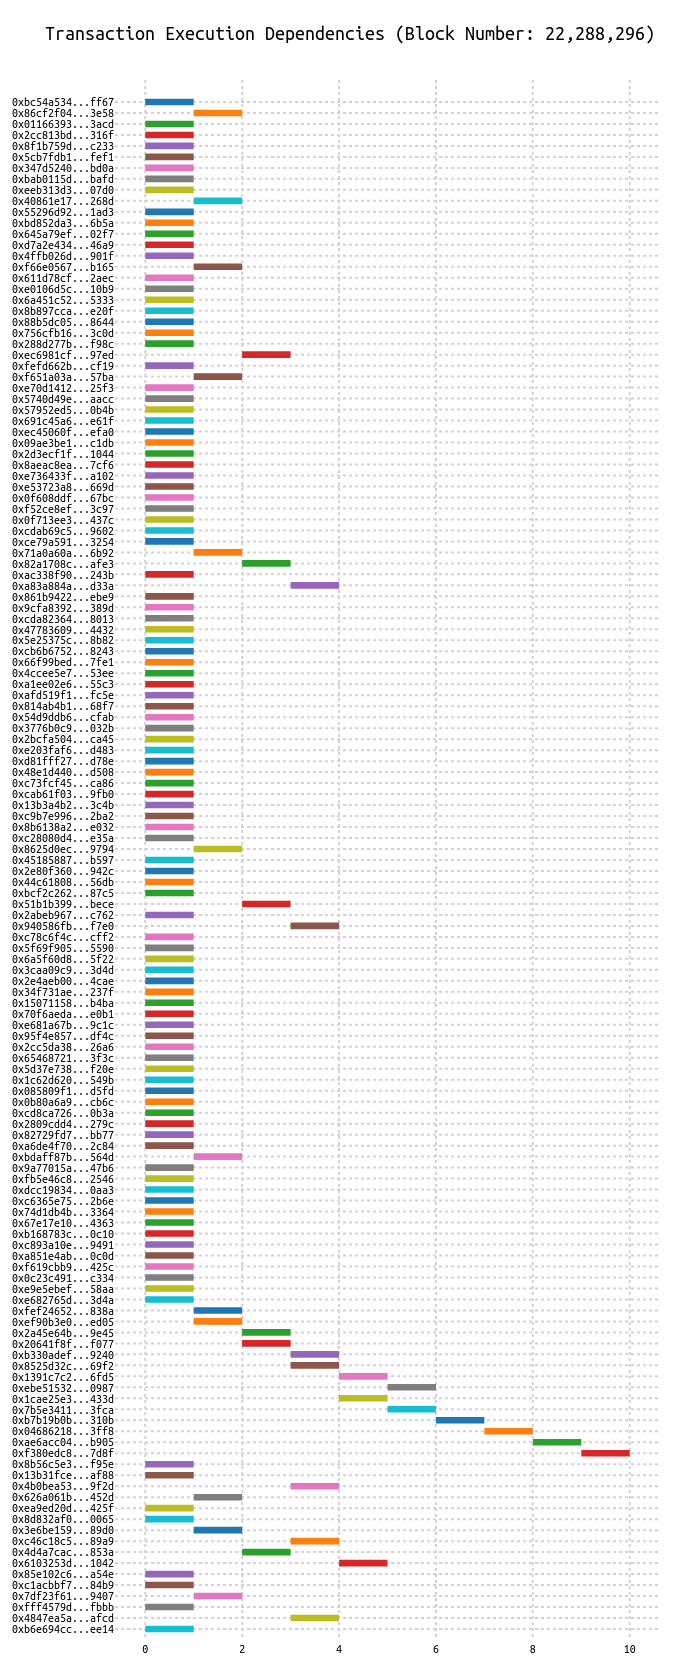 Transaction Execution Dependencies (Block Number: 22,288,296)
0xbc54a534...ff67
0x86cf2f04...3e58
0x01166393...3acd
0x2cc813bd...316f
0x8f1b759d...c233
0x5cb7fdb1...fef1
0x347d5240...bd0a
0xbab0115d...bafd
0xeeb313d3...07d0
0x40861e17...268d
0x55296d92...1ad3
0xbd852da3...6b5a
0x645a79ef...02f7
0xd7a2e434...46a9
0x4ffb026d...901f
0xf66e0567...b165
0x611d78cf...2aec
0xe0106d5c...10b9
0x6a451c52...5333
0x8b897cca...e20f
0x88b5dc05...8644
0x756cfb16...3c0d
0x288d277b...f98c
0xec6981cf...97ed
0xfefd662b...cf19
0xf651a03a...57ba
0xe70d1412...25f3
0x5740d49e...aacc
0x57952ed5...0b4b
0x691c45a6...e61f
0xec45060f...efa0
0x09ae3be1...c1db
0x2d3ecf1f...1044
0x8aeac8ea...7cf6
0xe736433f...a102
0xe53723a8...669d
0x0f608ddf...67bc
0xf52ce8ef...3c97
0x0f713ee3...437c
0xcdab69c5...9602
0xce79a591...3254
0x71a0a60a...6b92
0x82a1708c...afe3
0xac338f90...243b
0xa83a884a...d33a
0x861b9422...ebe9
0x9cfa8392...389d
0xcda82364...8013
0x47783609...4432
0x5e25375c...8b82
0xcb6b6752...8243
0x66f99bed...7fe1
0x4ccee5e7...53ee
0xa1ee02e6...55c3
0xafd519f1...fc5e
0x814ab4b1...68f7
0x54d9ddb6...cfab
0x3776b0c9...032b
0x2bcfa504...ca45
0xe203faf6...d483
0xd81fff27...d78e
0x48e1d440...d508
0xc73fcf45...ca86
0xcab61f03...9fb0
0x13b3a4b2...3c4b
0xc9b7e996...2ba2
0x8b6138a2...e032
0xc28080d4...e35a
0x8625d0ec...9794
0x45185887...b597
0x2e80f360...942c
0x44c61808...56db
0xbcf2c262...87c5
0x51b1b399...bece
0x2abeb967...c762
0x940586fb...f7e0
0xc78c6f4c...cff2
0x5f69f905...5590
0x6a5f60d8...5f22
0x3caa09c9...3d4d
0x2e4aeb00...4cae
0x34f731ae...237f
0x15071158...b4ba
0x70f6aeda...e0b1
0xe681a67b...9c1c
0x95f4e857...df4c
0x2cc5da38...26a6
0x65468721...3f3c
0x5d37e738...f20e
0x1c62d620...549b
0x085809f1...d5fd
0x0b80a6a9...cb6c
0xcd8ca726...0b3a
0x2809cdd4...279c
0x82729fd7...bb77
0xa6de4f70...2c84
0xbdaff87b...564d
0x9a77015a...47b6
0xfb5e46c8...2546
0xdcc19834...0aa3
0xc6365e75...2b6e
0x74d1db4b...3364
0x67e17e10...4363
0xb168783c...0c10
0xc893a10e...9491
0xa851e4ab...0c0d
0xf619cbb9...425c
0x0c23c491...c334
0xe9e5ebef...58aa
0xe682765d...3d4a
0xfef24652...838a
0xef90b3e0...ed05
0x2a45e64b...9e45
0x20641f8f...f077
0xb330adef...9240
0x8525d32c...69f2
0x1391c7c2...6fd5
0xebe51532...0987
0x1cae25e3...433d
0x7b5e3411...3fca
0xb7b19b0b...310b
0x04686218...3ff8
0xae6acc04...b905
0xf380edc8...7d8f
0x8b56c5e3...f95e
0x13b31fce...af88
0x4b0bea53...9f2d
0x626a061b...452d
0xea9ed20d...425f
0x8d832af0...0065
0x3e6be159...89d0
0xc46c18c5...89a9
0x4d4a7cac...853a
0x6103253d...1042
0x85e102c6...a54e
0xc1acbbf7...84b9
0x7df23f61...9407
0xfff4579d...fbbb
0x4847ea5a...afcd
0xb6e694cc...ee14
0 2 4 6 8 10